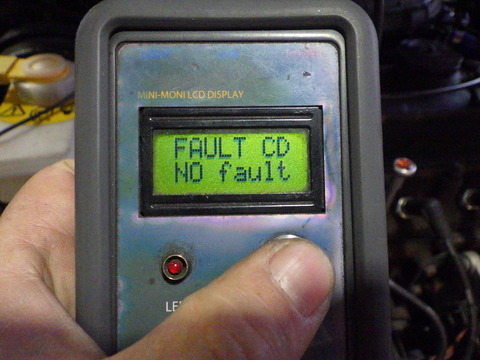 MINI-MONI LCD DISPLAY
FAULT CD
NO fault